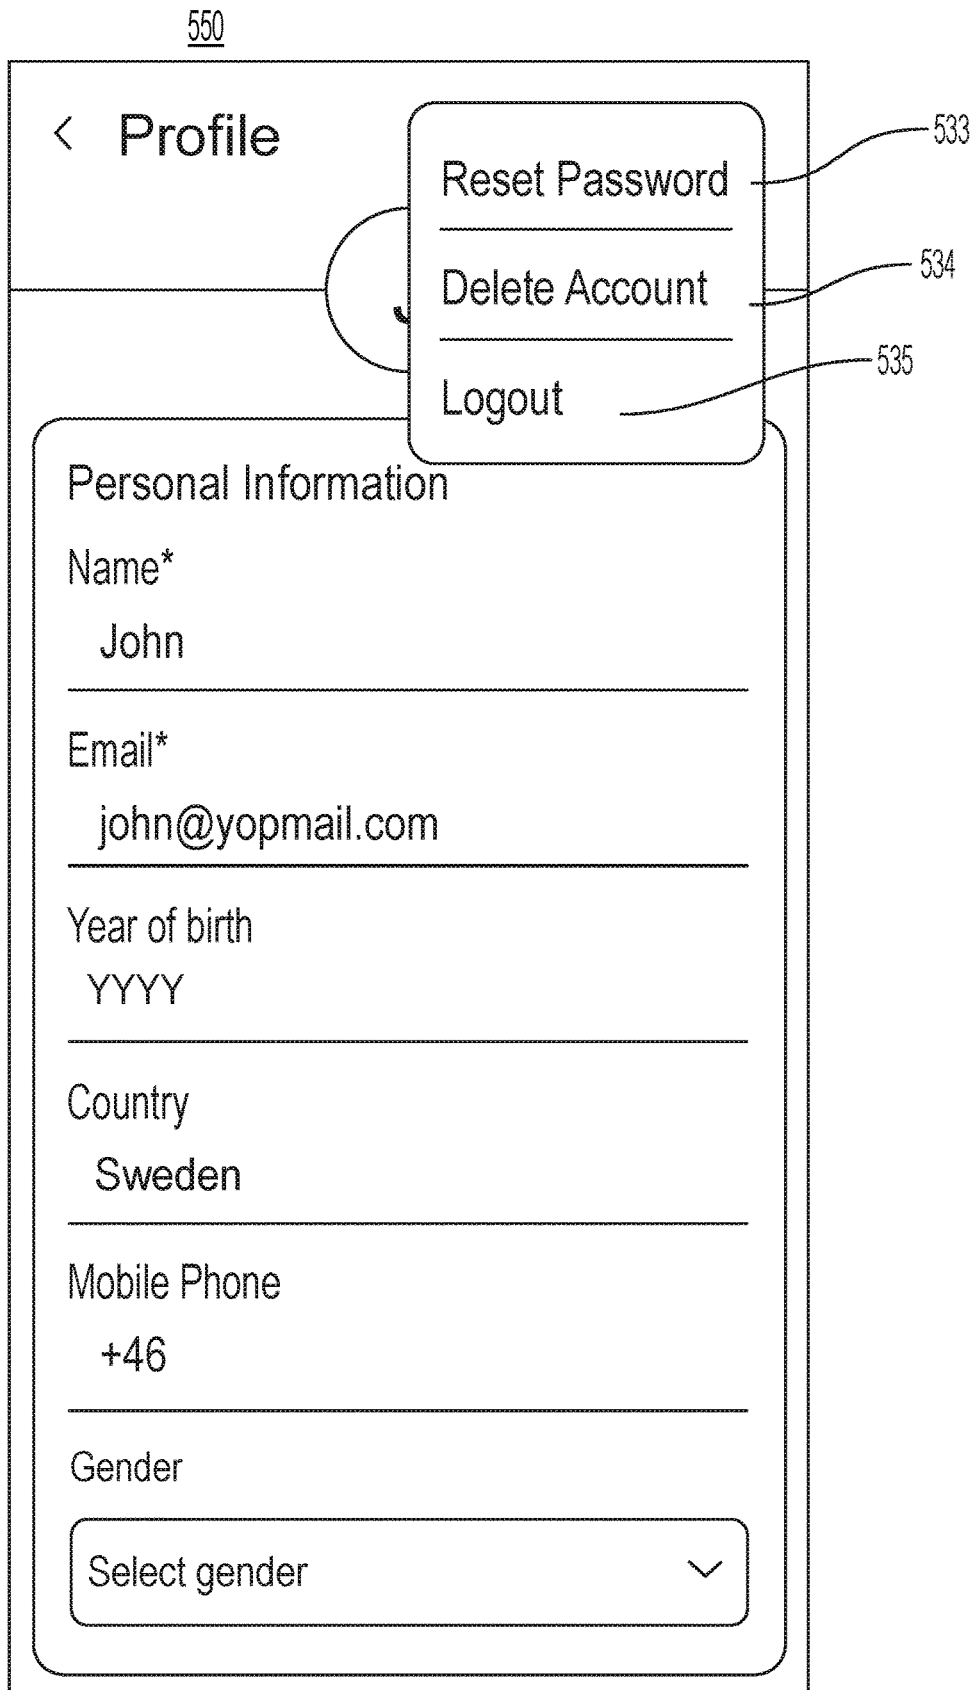 550
< Profile
Reset Password
533
Delete Account
534
Logout
535
Personal Information
Name*
John
Email*
john@yopmail.com
Year of birth
YYYY
Country
Sweden
Mobile Phone
+46
Gender
Select gender